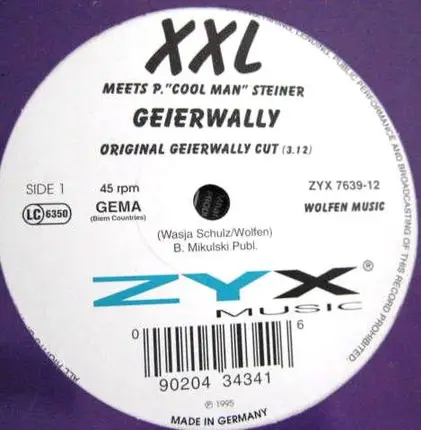 XXL
MEETS P."COOL MAN" STEINER
GEIERWALLY
ORIGINAL GEIERWALLY CUT (3.12)
SIDE 1
45 rpm
ZYX 7639-12
LC 6350
GEMA
(Biem Countries)
WOLFEN MUSIC
(Wasja Schulz/Wolfen)
B. Mikulski Publ.
ZYX®
MUSIC
0 90204 34341 6
℗ 1995
MADE IN GERMANY
LENDING, PUBLIC PERFORMANCE AND BROADCASTING OF THIS RECORD PROHIBITED.